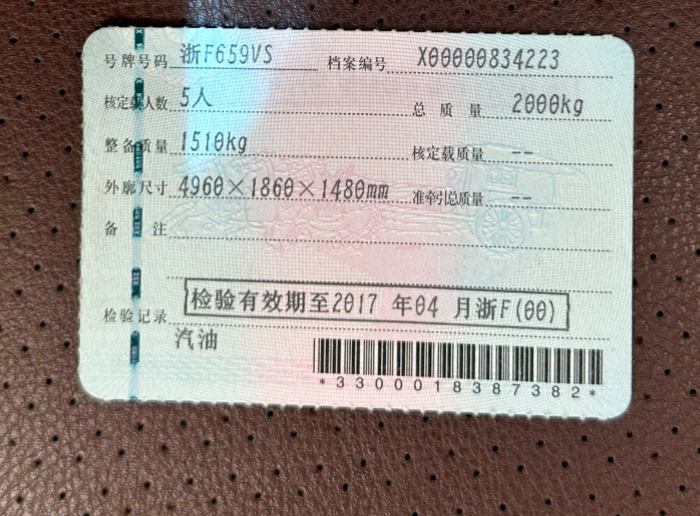 号牌号码 浙F659VS 档案编号 X00000834223
核定载人数 5人 总质量 2000kg
整备质量 1510kg 核定载质量 --
外廓尺寸 4960×1860×1480mm 准牵引总质量 --
备注
检验记录 检验有效期至2017 年04 月浙F(00)
汽油
*3300018387382*